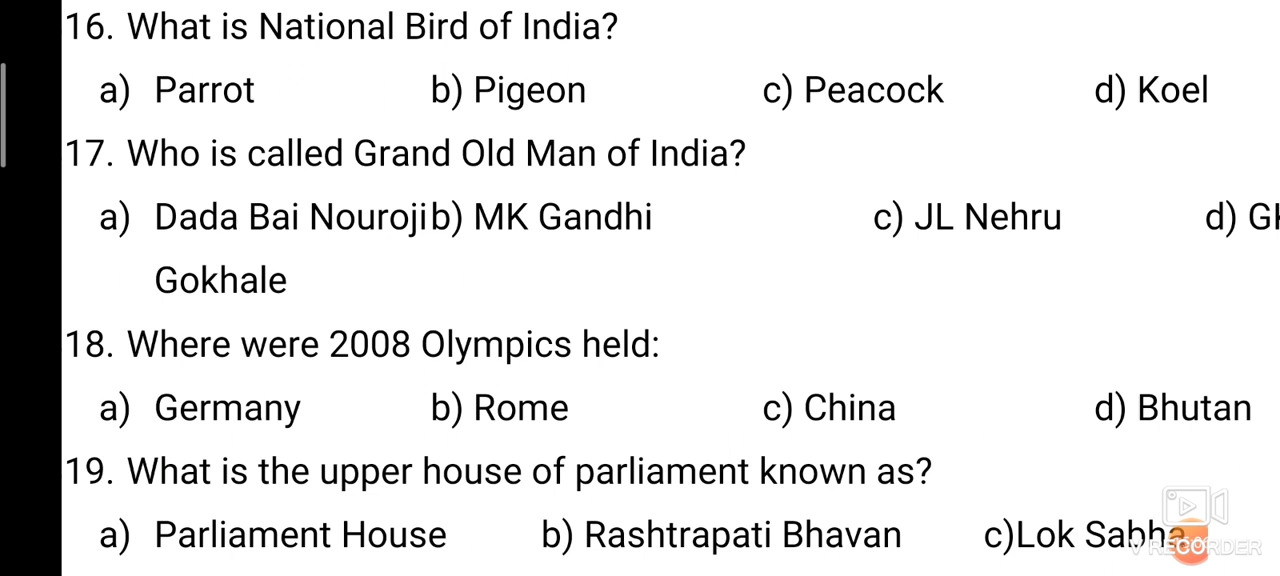 16. What is National Bird of India?
a) Parrot b) Pigeon c) Peacock d) Koel
17. Who is called Grand Old Man of India?
a) Dada Bai Nouroji b) MK Gandhi c) JL Nehru d)
Gokhale
18. Where were 2008 Olympics held:
a) Germany b) Rome c) China d) Bhutan
19. What is the upper house of parliament known as?
a) Parliament House b) Rashtrapati Bhavan c)Lok Sabha
V RECORDER